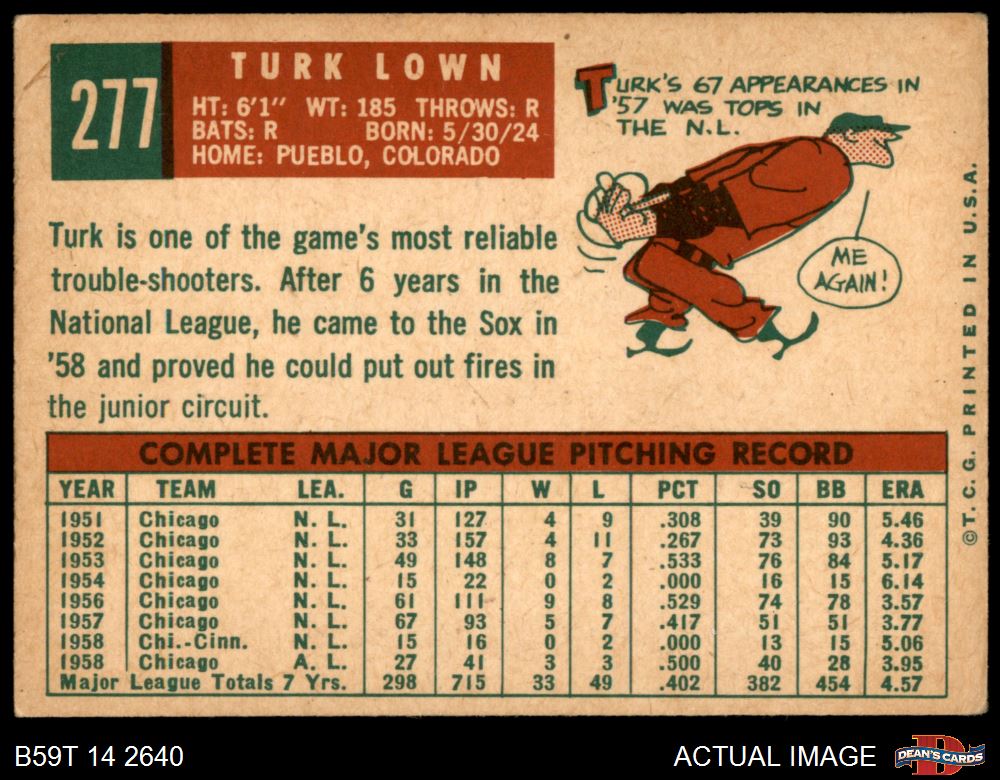 277
TURK LOWN
HT: 6'1" WT: 185 THROWS: R
BATS: R BORN: 5/30/24
HOME: PUEBLO, COLORADO
TURK'S 67 APPEARANCES IN
'57 WAS TOPS IN
THE N.L.
ME
AGAIN!
Turk is one of the game's most reliable
trouble-shooters. After 6 years in the
National League, he came to the Sox in
'58 and proved he could put out fires in
the junior circuit.
COMPLETE MAJOR LEAGUE PITCHING RECORD
YEAR TEAM LEA. G IP W L PCT SO BB ERA
1951 Chicago N. L. 31 127 4 9 .308 39 90 5.46
1952 Chicago N. L. 33 157 4 11 .267 73 93 4.36
1953 Chicago N. L. 49 148 8 7 .533 76 84 5.17
1954 Chicago N. L. 15 22 0 2 .000 16 15 6.14
1956 Chicago N. L. 61 111 9 8 .529 74 78 3.57
1957 Chicago N. L. 67 93 5 7 .417 51 51 3.77
1958 Chi.-Cinn. N. L. 15 16 0 2 .000 13 15 5.06
1958 Chicago A. L. 27 41 3 3 .500 40 28 3.95
Major League Totals 7 Yrs. 298 715 33 49 .402 382 454 4.57
© T. C. G. PRINTED IN U. S. A.
B59T 14 2640
ACTUAL IMAGE
D
DEAN'S CARDS